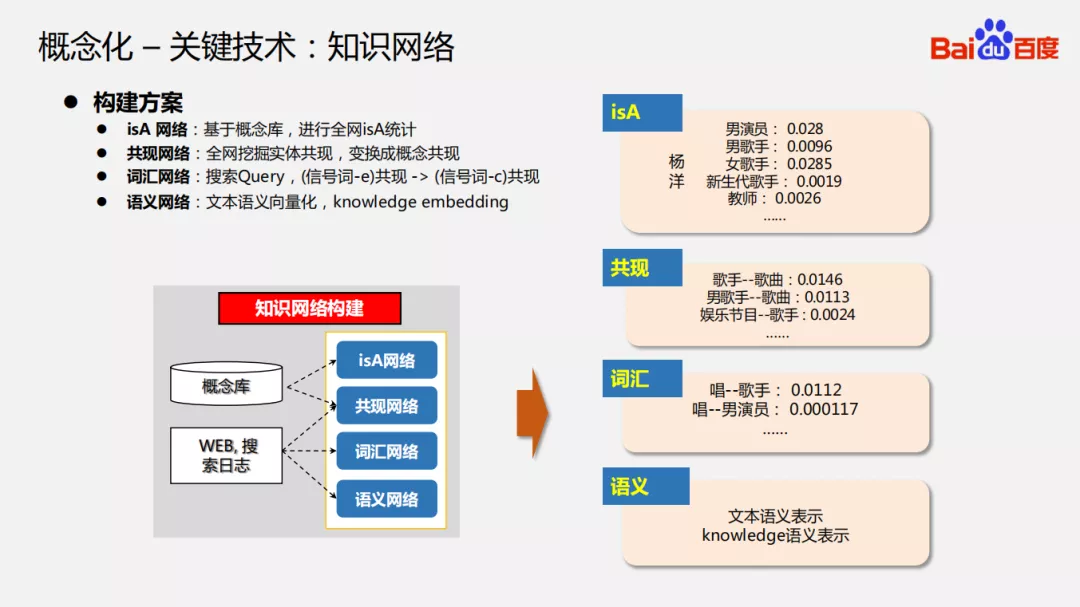 概念化 – 关键技术：知识网络
Baidu百度
● 构建方案
● isA 网络：基于概念库，进行全网isA统计
● 共现网络：全网挖掘实体共现，变换成概念共现
● 词汇网络：搜索Query，(信号词-e)共现 -> (信号词-c)共现
● 语义网络：文本语义向量化，knowledge embedding
知识网络构建
概念库
WEB, 搜
索日志
isA网络
共现网络
词汇网络
语义网络
isA
杨
洋
男演员： 0.028
男歌手： 0.0096
女歌手： 0.0285
新生代歌手： 0.0019
教师： 0.0026
……
共现
歌手--歌曲：0.0146
男歌手--歌曲：0.0113
娱乐节目--歌手：0.0024
……
词汇
唱--歌手： 0.0112
唱--男演员： 0.000117
……
语义
文本语义表示
knowledge语义表示